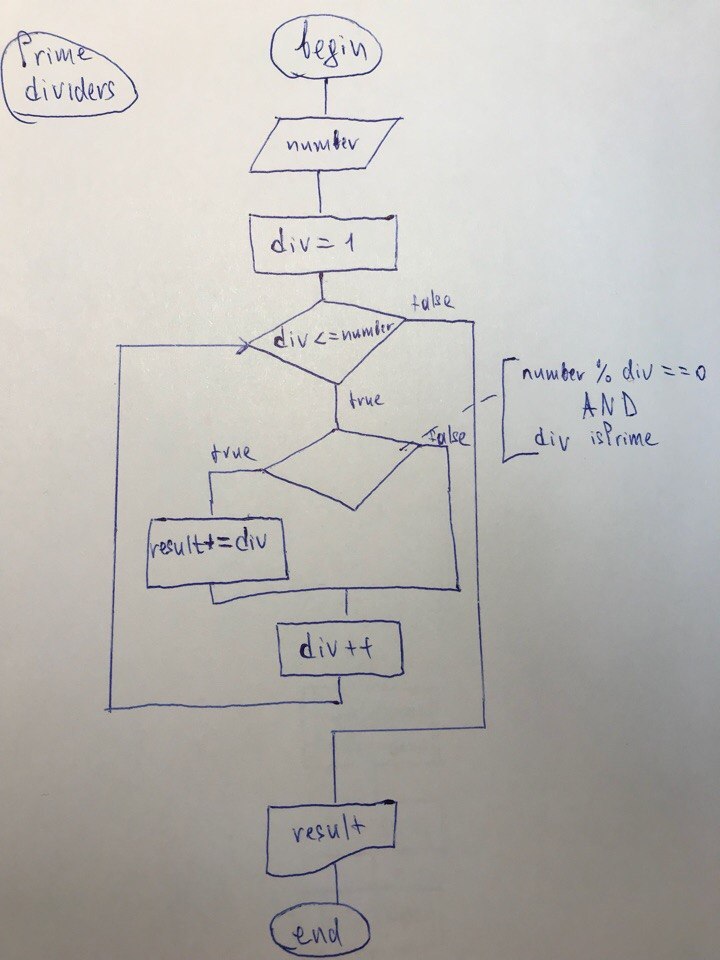 Prime
dividers
begin
number
div = 1
div <= number
false
true
number % div == 0
AND
div isPrime
true
false
result+=div
div++
result
end